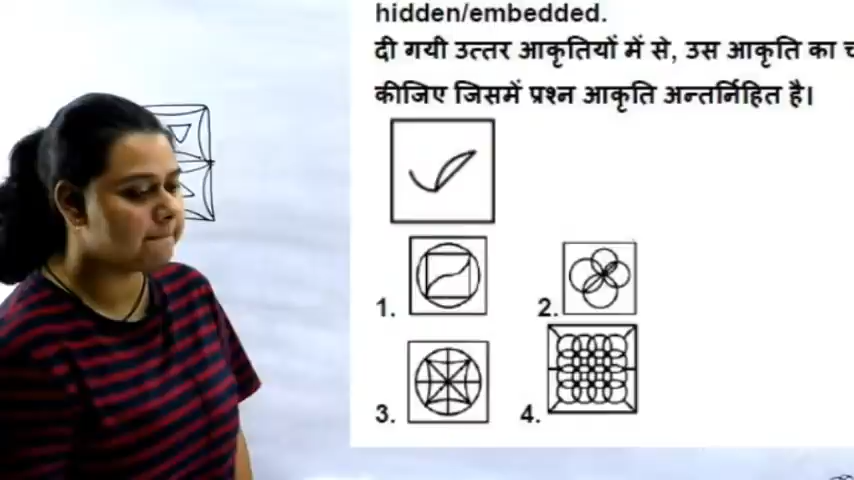 hidden/embedded.
दी गयी उत्तर आकृतियों में से, उस आकृति का
कीजिए जिसमें प्रश्न आकृति अन्तर्निहित है।
1.
2.
3.
4.